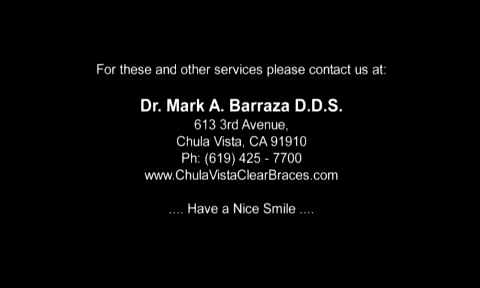 For these and other services please contact us at:
Dr. Mark A. Barraza D.D.S.
613 3rd Avenue,
Chula Vista, CA 91910
Ph: (619) 425 - 7700
www.ChulaVistaClearBraces.com
.... Have a Nice Smile ....